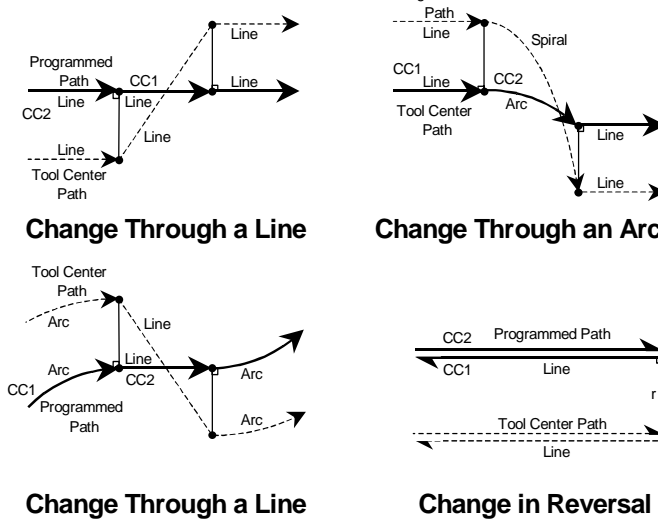 Line
Programmed
Path
CC1
Line
Line
Line
CC2
Line
Line
Tool Center
Path
Change Through a Line
Path
Line
Spiral
CC1
Line
CC2
Arc
Tool Center
Path
Line
Line
Change Through an Arc
Tool Center
Path
Arc
Line
Arc
Line
CC2
Arc
CC1
Programmed
Path
Arc
Change Through a Line
CC2
Programmed Path
CC1
Line
r
Tool Center Path
Line
Change in Reversal